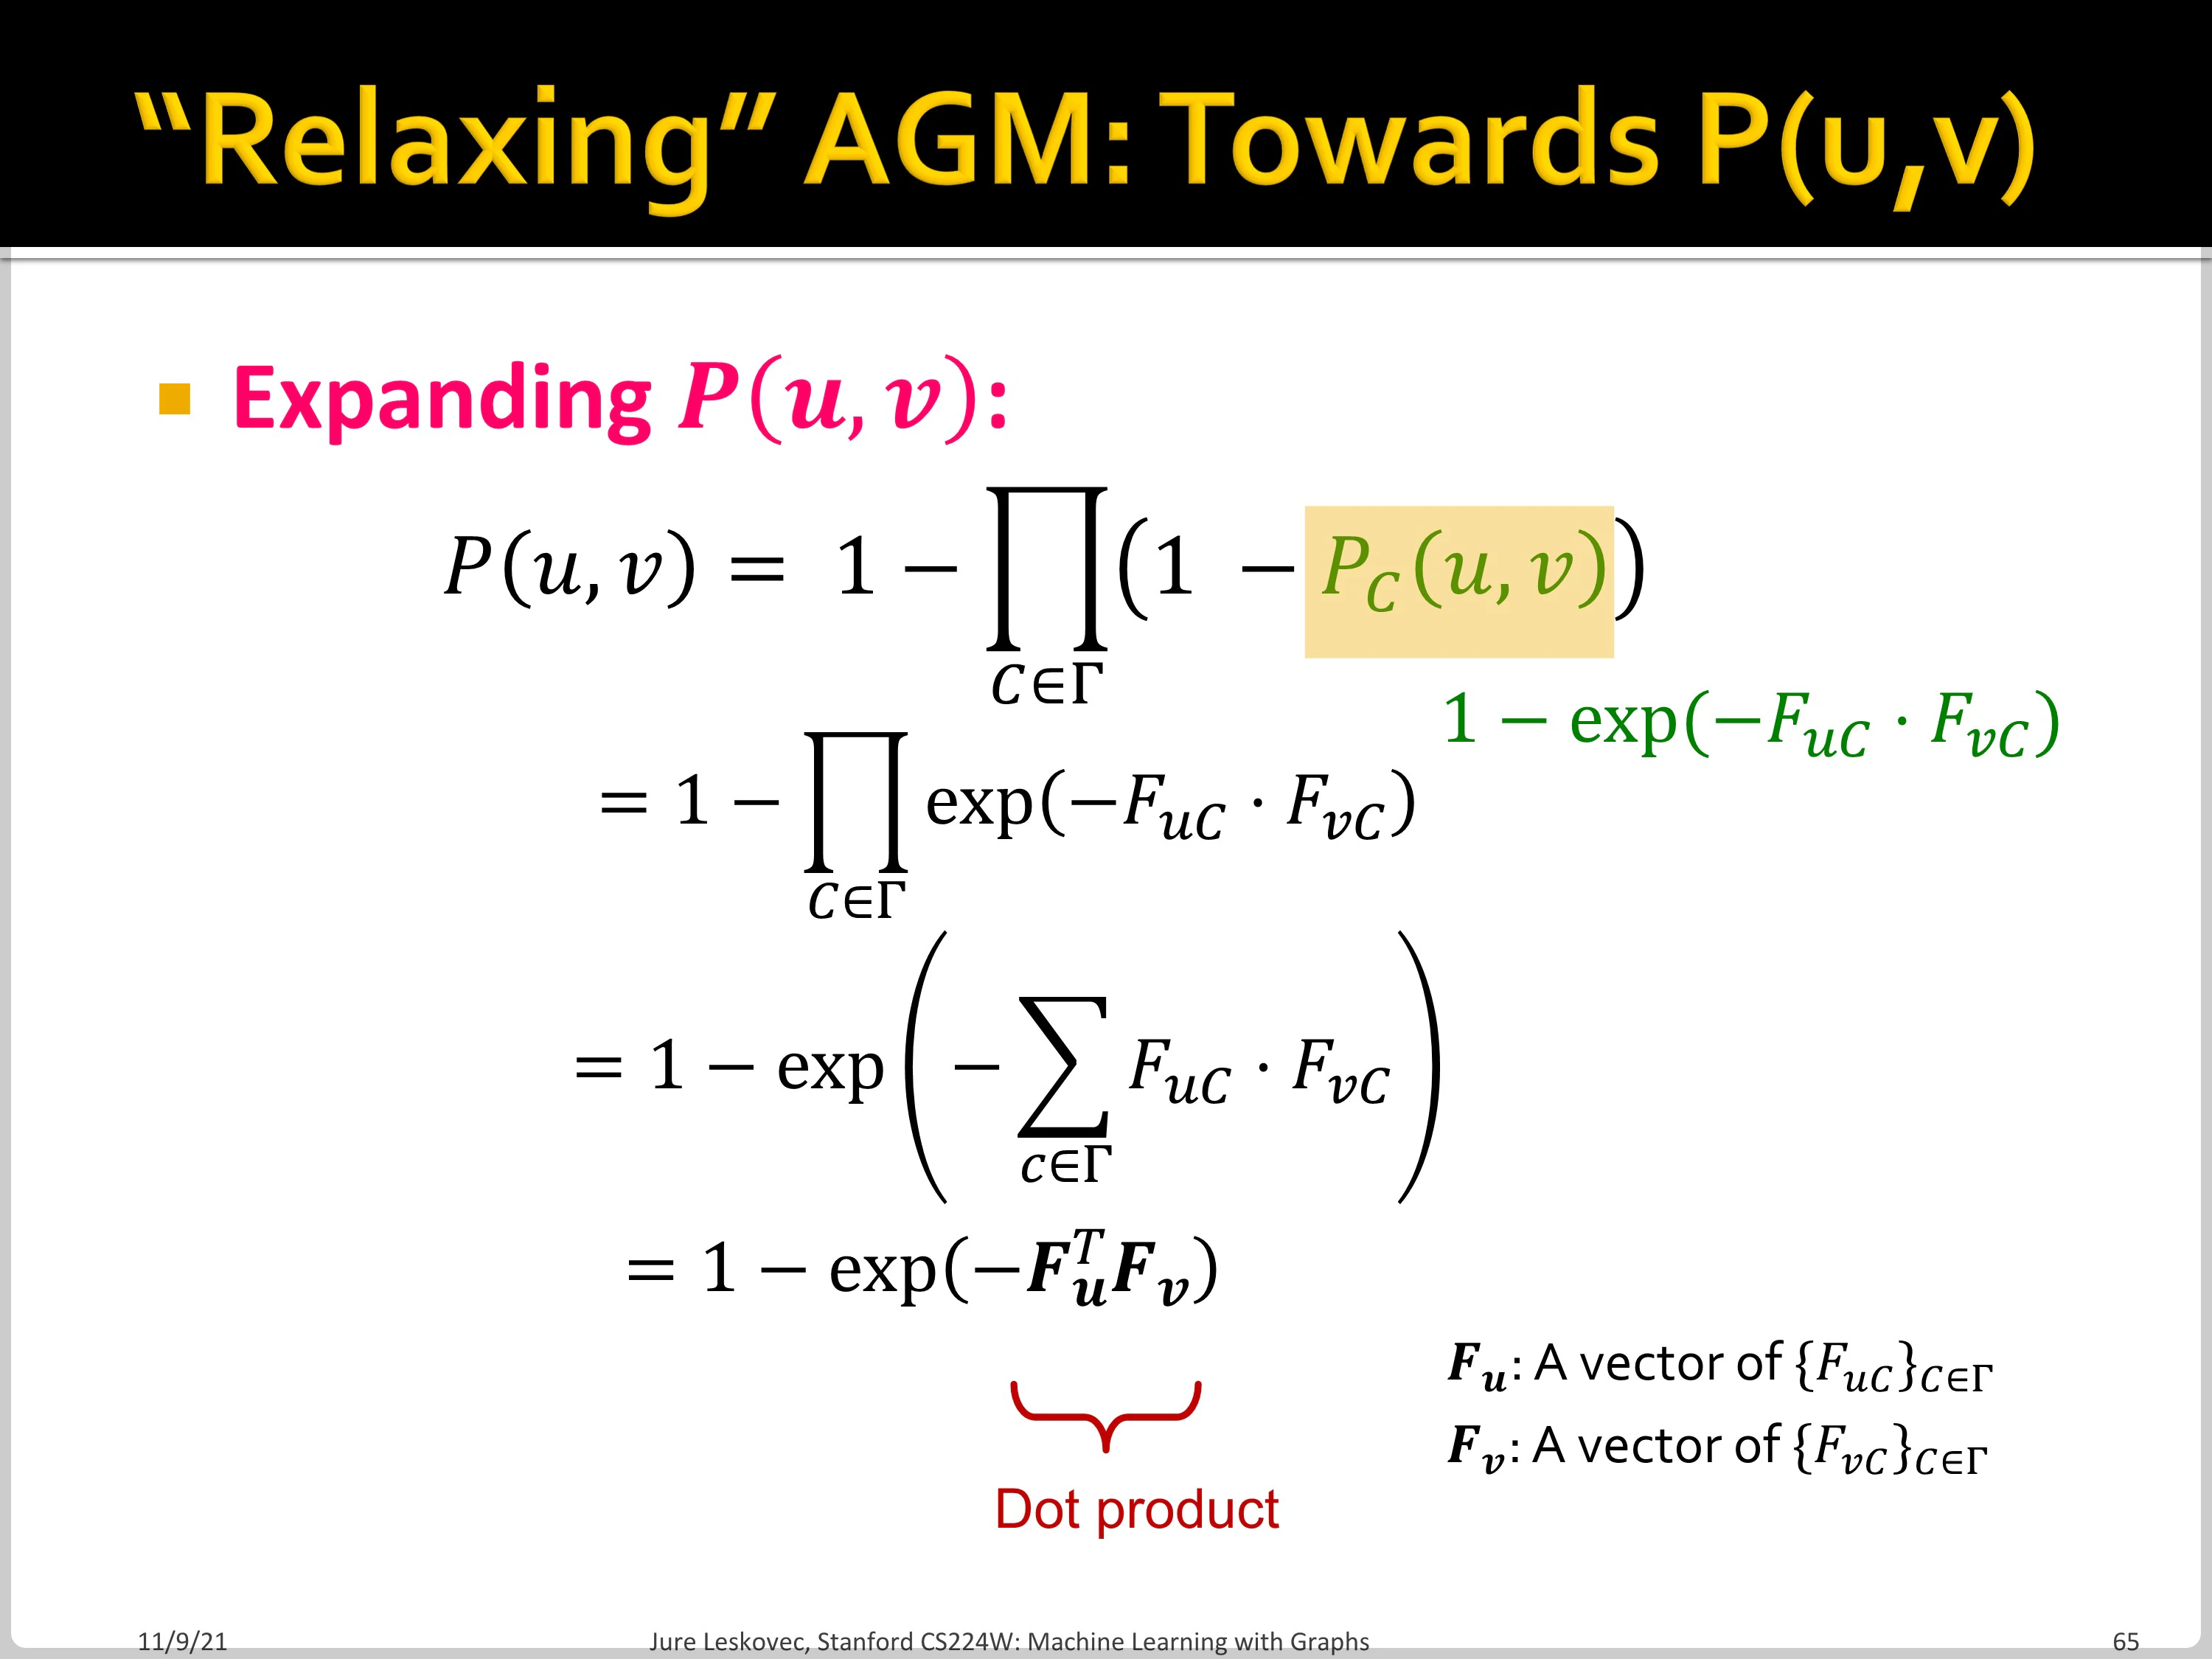 “Relaxing” AGM: Towards P(u,v)
■ Expanding P(u, v):
P(u, v) = 1 − ∏_{C∈Γ} (1 − P_C(u, v))
1 − exp(−F_{uC} · F_{vC})
= 1 − ∏_{C∈Γ} exp(−F_{uC} · F_{vC})
= 1 − exp(− ∑_{c∈Γ} F_{uC} · F_{vC})
= 1 − exp(−F_u^T F_v)
F_u: A vector of {F_{uC}}_{C∈Γ}
F_v: A vector of {F_{vC}}_{C∈Γ}
Dot product
11/9/21 Jure Leskovec, Stanford CS224W: Machine Learning with Graphs 65